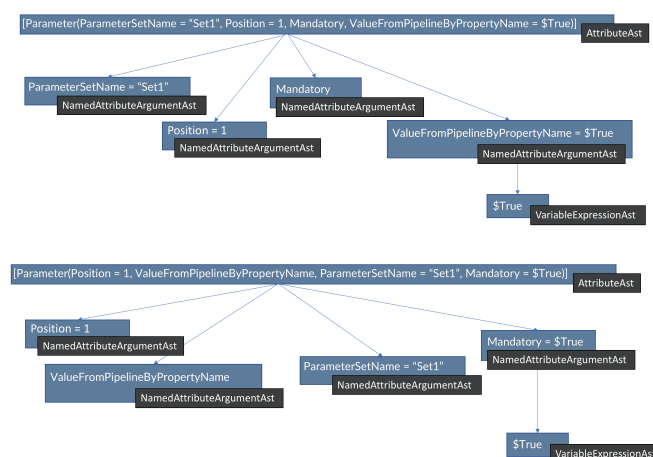 [Parameter(ParameterSetName = “Set1”, Position = 1, Mandatory, ValueFromPipelineByPropertyName = $True)]
AttributeAst
ParameterSetName = “Set1”
NamedAttributeArgumentAst
Mandatory
NamedAttributeArgumentAst
Position = 1
NamedAttributeArgumentAst
ValueFromPipelineByPropertyName = $True
NamedAttributeArgumentAst
$True
VariableExpressionAst
[Parameter(Position = 1, ValueFromPipelineByPropertyName, ParameterSetName = “Set1”, Mandatory = $True)]
AttributeAst
Position = 1
NamedAttributeArgumentAst
Mandatory = $True
NamedAttributeArgumentAst
ValueFromPipelineByPropertyName
NamedAttributeArgumentAst
ParameterSetName = “Set1”
NamedAttributeArgumentAst
$True
VariableExpressionAst